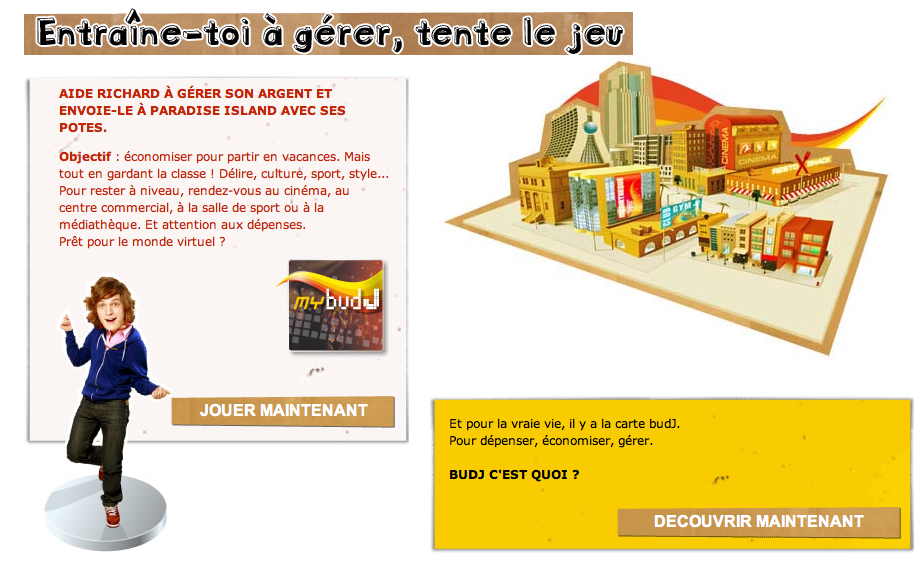 Entraîne-toi à gérer, tente le jeu
AIDE RICHARD À GÉRER SON ARGENT ET
ENVOIE-LE À PARADISE ISLAND AVEC SES
POTES.
Objectif : économiser pour partir en vacances. Mais
tout en gardant la classe ! Délire, culture, sport, style...
Pour rester à niveau, rendez-vous au cinéma, au
centre commercial, à la salle de sport ou à la
médiathèque. Et attention aux dépenses.
Prêt pour le monde virtuel ?
mybudJ
JOUER MAINTENANT
CINEMA
CINEMA
RESTO SNACK
GYM
Et pour la vraie vie, il y a la carte budJ.
Pour dépenser, économiser, gérer.
BUDJ C'EST QUOI ?
DECOUVRIR MAINTENANT